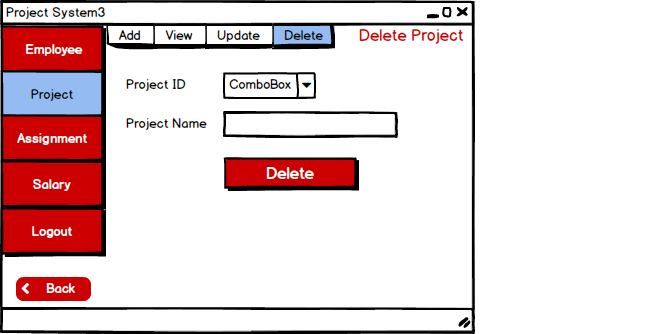 Project System3
Employee
Project
Assignment
Salary
Logout
Back
Add View Update Delete
Delete Project
Project ID ComboBox
Project Name
Delete